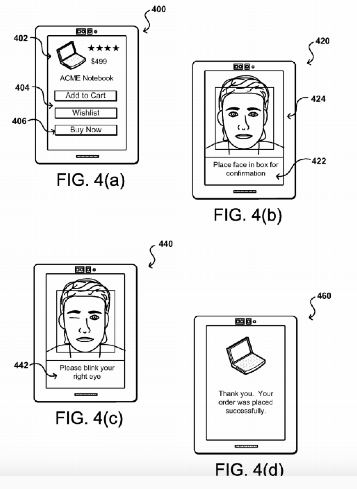 400
402
★★★★
$499
ACME Notebook
404
Add to Cart
Wishlist
406
Buy Now
FIG. 4(a)
420
424
Place face in box for
confirmation
422
FIG. 4(b)
440
442
Please blink your
right eye
FIG. 4(c)
460
Thank you. Your
order was placed
successfully.
FIG. 4(d)